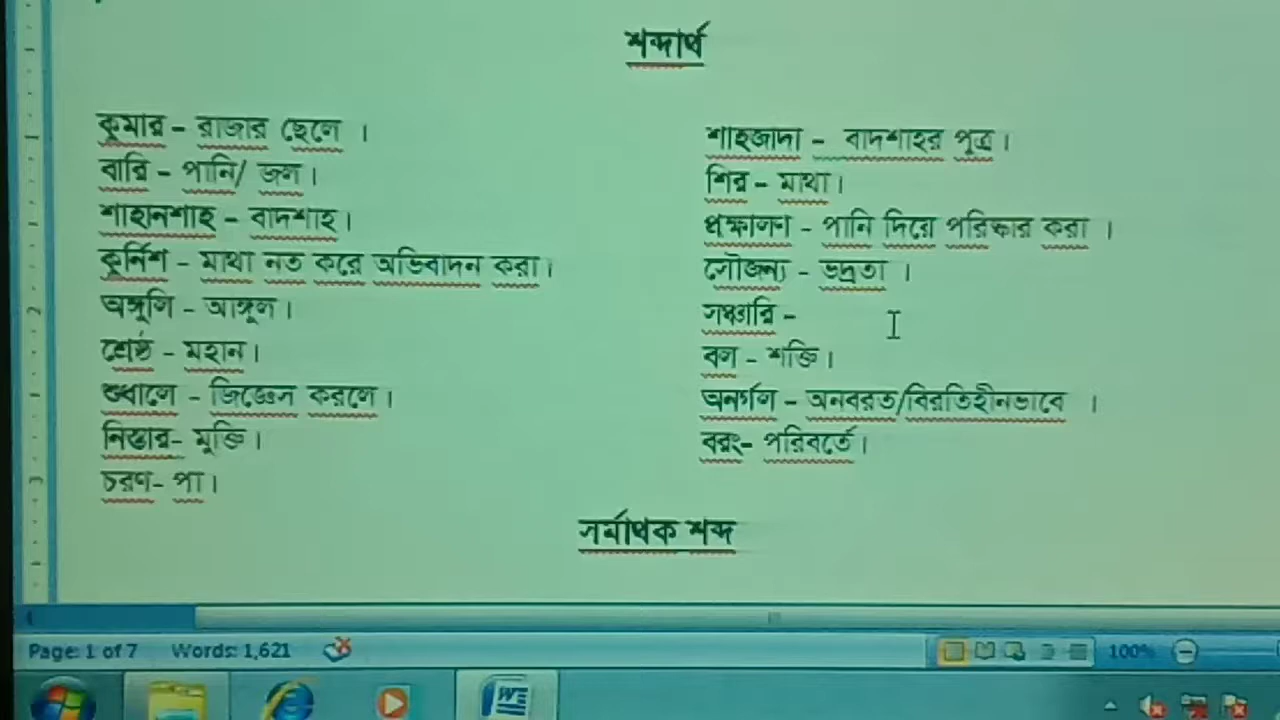 শব্দার্থ
কুমার – রাজার ছেলে ।
বারি – পানি/ জল ।
শাহানশাহ – বাদশাহ ।
কুর্নিশ – মাথা নত করে অভিবাদন করা ।
অঙ্গুলি – আঙ্গুল ।
শ্রেষ্ঠ – মহান ।
শুধালে – জিজ্ঞেস করলে ।
নিস্তার– মুক্তি ।
চরণ– পা ।
শাহজাদা – বাদশাহর পুত্র ।
শির – মাথা ।
প্রক্ষালণ – পানি দিয়ে পরিষ্কার করা ।
সৌজন্য – ভদ্রতা ।
সঞ্চারি –
বল – শক্তি ।
অনর্গল – অনবরত/বিরতিহীনভাবে ।
বরং– পরিবর্তে ।
সর্মাথক শব্দ
Page: 1 of 7 Words: 1,621 100%